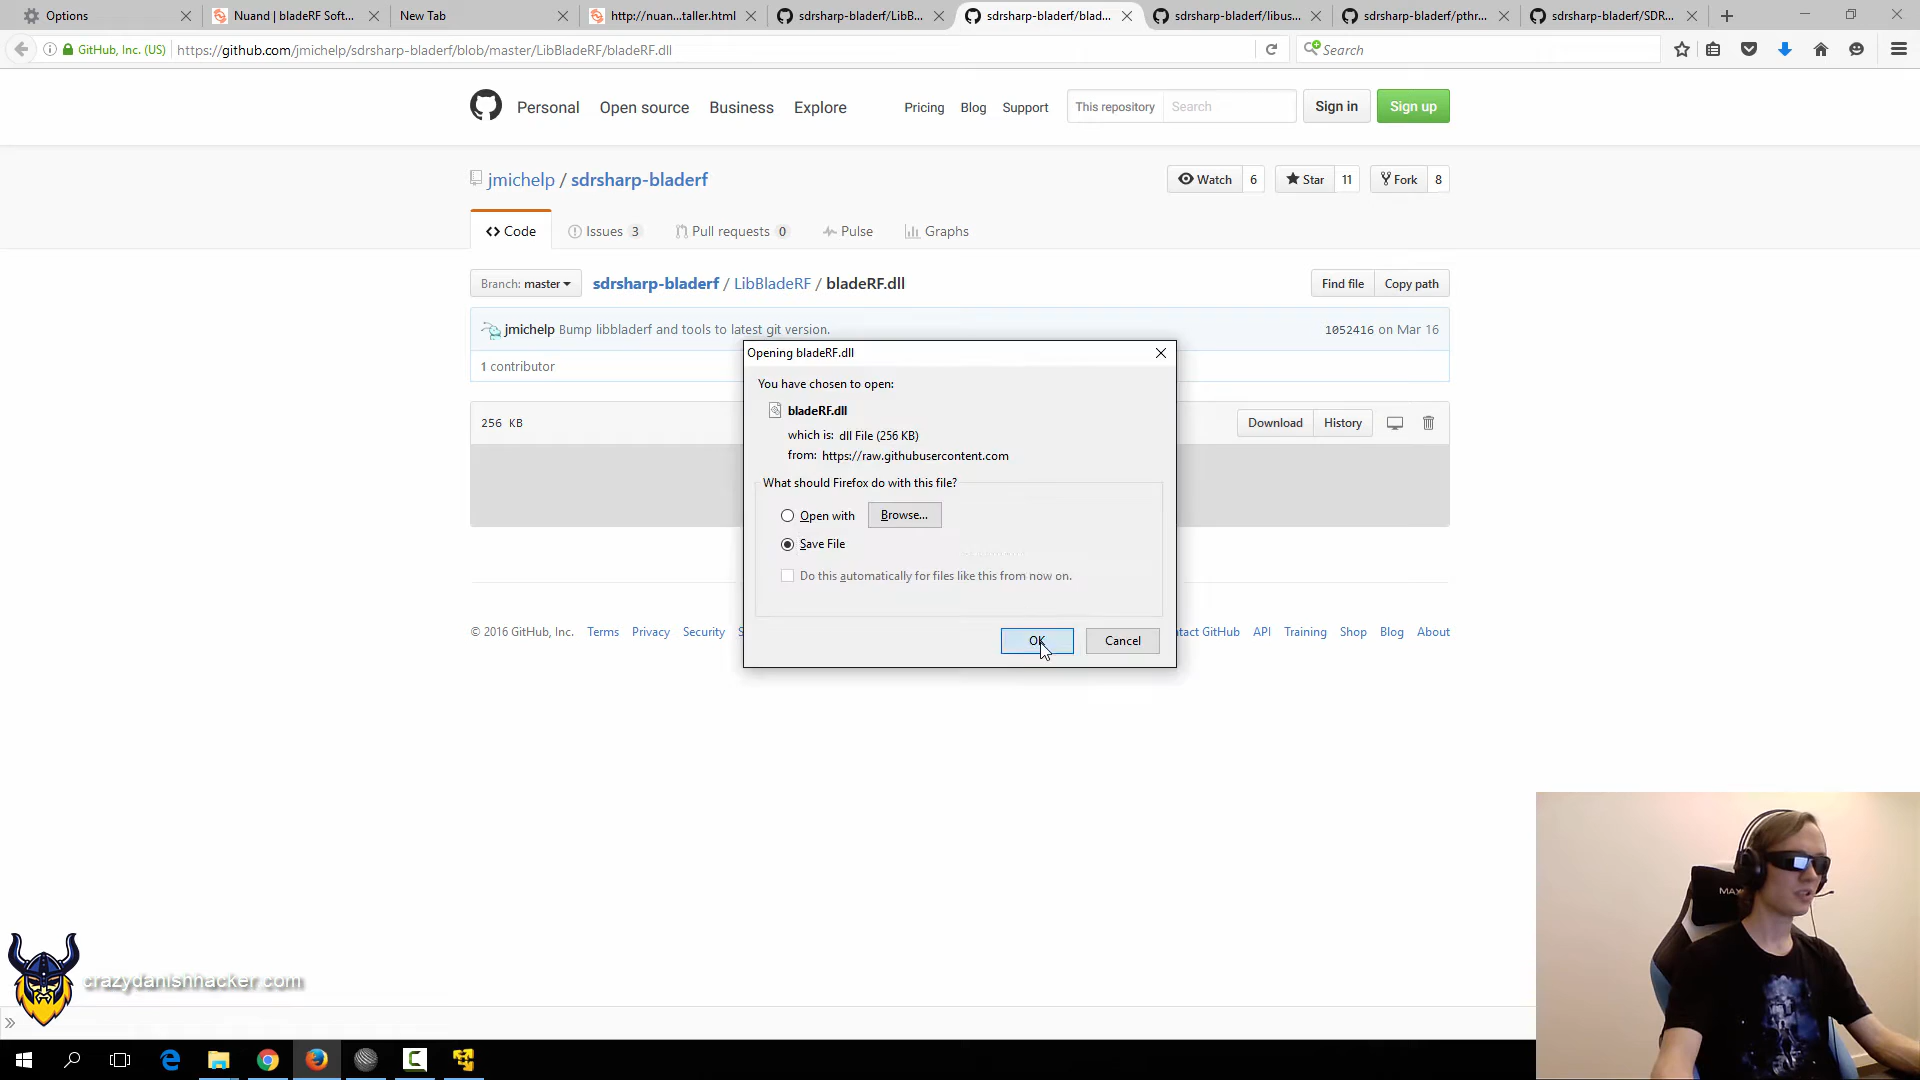 Options
Nuand | bladeRF Soft...
New Tab
http://nuan...taller.html
sdrsharp-bladerf/LibB...
sdrsharp-bladerf/blad...
sdrsharp-bladerf/libus...
sdrsharp-bladerf/pthr...
sdrsharp-bladerf/SDR...
GitHub, Inc. (US)
https://github.com/jmichelp/sdrsharp-bladerf/blob/master/LibBladeRF/bladeRF.dll
Search
Personal Open source Business Explore
Pricing Blog Support
This repository Search
Sign in
Sign up
jmichelp / sdrsharp-bladerf
Watch 6
Star 11
Fork 8
Code
Issues 3
Pull requests 0
Pulse
Graphs
Branch: master
sdrsharp-bladerf / LibBladeRF / bladeRF.dll
Find file
Copy path
jmichelp Bump libbladerf and tools to latest git version.
1052416 on Mar 16
1 contributor
256 KB
Download
History
Opening bladeRF.dll
You have chosen to open:
bladeRF.dll
which is: dll File (256 KB)
from: https://raw.githubusercontent.com
What should Firefox do with this file?
Open with
Browse...
Save File
Do this automatically for files like this from now on.
OK
Cancel
© 2016 GitHub, Inc. Terms Privacy Security S
tact GitHub API Training Shop Blog About
crazydanishhacker.com